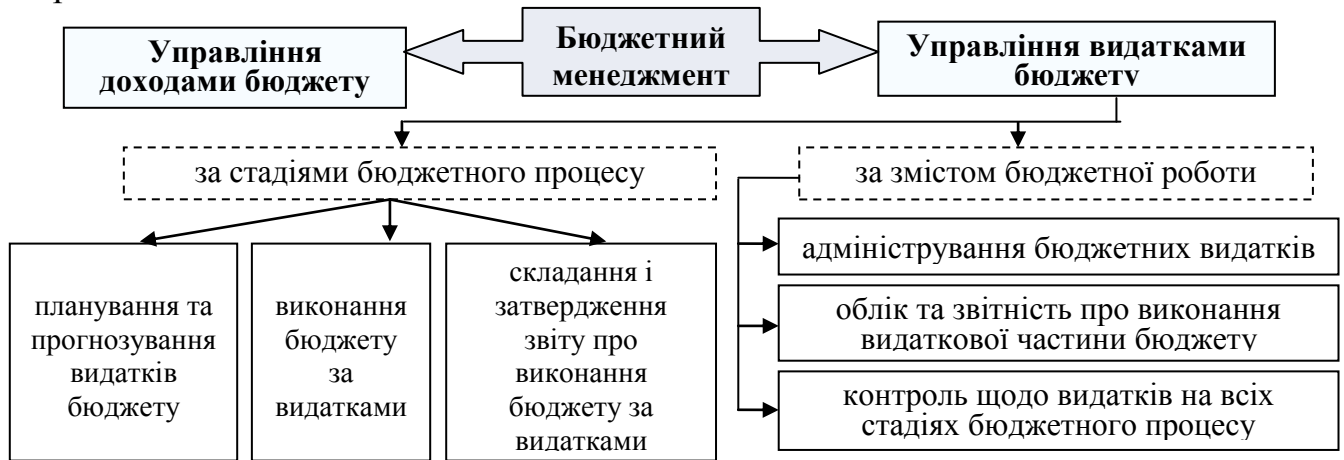 Управління
доходами бюджету
Бюджетний
менеджмент
Управління видатками
бюджету
за стадіями бюджетного процесу
за змістом бюджетної роботи
планування та
прогнозування
видатків
бюджету
виконання
бюджету
за
видатками
складання і
затвердження
звіту про
виконання
бюджету за
видатками
адміністрування бюджетних видатків
облік та звітність про виконання
видаткової частини бюджету
контроль щодо видатків на всіх
стадіях бюджетного процесу